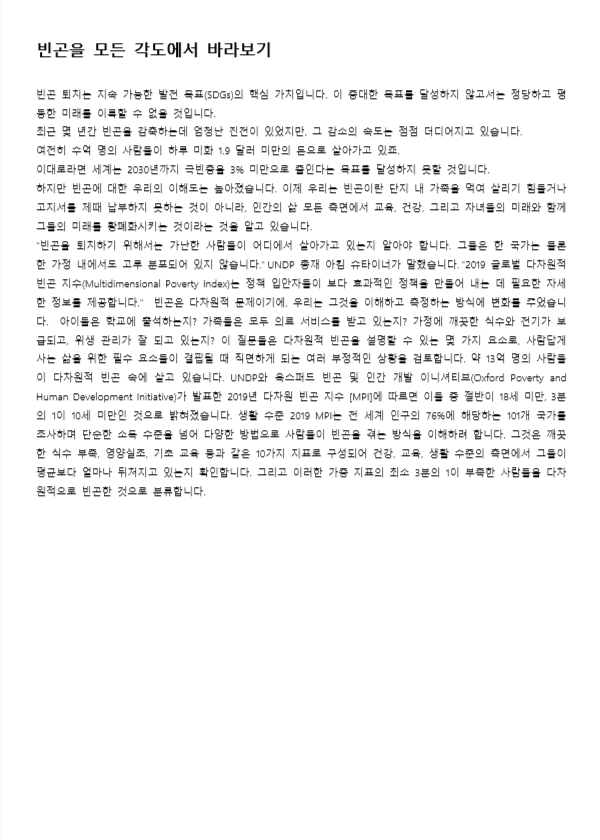 빈곤을 모든 각도에서 바라보기
빈곤 퇴치는 지속 가능한 발전 목표(SDGs)의 핵심 가치입니다. 이 중대한 목표를 달성하지 않고서는 정당하고 평
등한 미래를 이룩할 수 없을 것입니다.
최근 몇 년간 빈곤을 감축하는데 엄청난 진전이 있었지만, 그 감소의 속도는 점점 더디어지고 있습니다.
여전히 수억 명의 사람들이 하루 미화 1.9 달러 미만의 돈으로 살아가고 있죠.
이대로라면 세계는 2030년까지 극빈층을 3% 미만으로 줄인다는 목표를 달성하지 못할 것입니다.
하지만 빈곤에 대한 우리의 이해도는 높아졌습니다. 이제 우리는 빈곤이란 단지 내 가족을 먹여 살리기 힘들거나
고지서를 제때 납부하지 못하는 것이 아니라, 인간의 삶 모든 측면에서 교육, 건강, 그리고 자녀들의 미래와 함께
그들의 미래를 황폐화시키는 것이라는 것을 알고 있습니다.
"빈곤을 퇴치하기 위해서는 가난한 사람들이 어디에서 살아가고 있는지 알아야 합니다. 그들은 한 국가는 물론
한 가정 내에서도 고루 분포되어 있지 않습니다." UNDP 총재 아킴 슈타이너가 말했습니다. "2019 글로벌 다차원적
빈곤 지수(Multidimensional Poverty Index)는 정책 입안자들이 보다 효과적인 정책을 만들어 내는 데 필요한 자세
한 정보를 제공합니다." 빈곤은 다차원적 문제이기에, 우리는 그것을 이해하고 측정하는 방식에 변화를 주었습니
다. 아이들은 학교에 출석하는지? 가족들은 모두 의료 서비스를 받고 있는지? 가정에 깨끗한 식수와 전기가 보
급되고, 위생 관리가 잘 되고 있는지? 이 질문들은 다차원적 빈곤을 설명할 수 있는 몇 가지 요소로, 사람답게
사는 삶을 위한 필수 요소들이 결핍될 때 직면하게 되는 여러 부정적인 상황을 검토합니다. 약 13억 명의 사람들
이 다차원적 빈곤 속에 살고 있습니다. UNDP와 옥스퍼드 빈곤 및 인간 개발 이니셔티브(Oxford Poverty and
Human Development Initiative)가 발표한 2019년 다차원 빈곤 지수 [MPI]에 따르면 이들 중 절반이 18세 미만, 3분
의 1이 10세 미만인 것으로 밝혀졌습니다. 생활 수준 2019 MPI는 전 세계 인구의 76%에 해당하는 101개 국가를
조사하며 단순한 소득 수준을 넘어 다양한 방법으로 사람들이 빈곤을 겪는 방식을 이해하려 합니다. 그것은 깨끗
한 식수 부족, 영양실조, 기초 교육 등과 같은 10가지 지표로 구성되어 건강, 교육, 생활 수준의 측면에서 그들이
평균보다 얼마나 뒤쳐지고 있는지 확인합니다. 그리고 이러한 가중 지표의 최소 3분의 1이 부족한 사람들을 다차
원적으로 빈곤한 것으로 분류합니다.